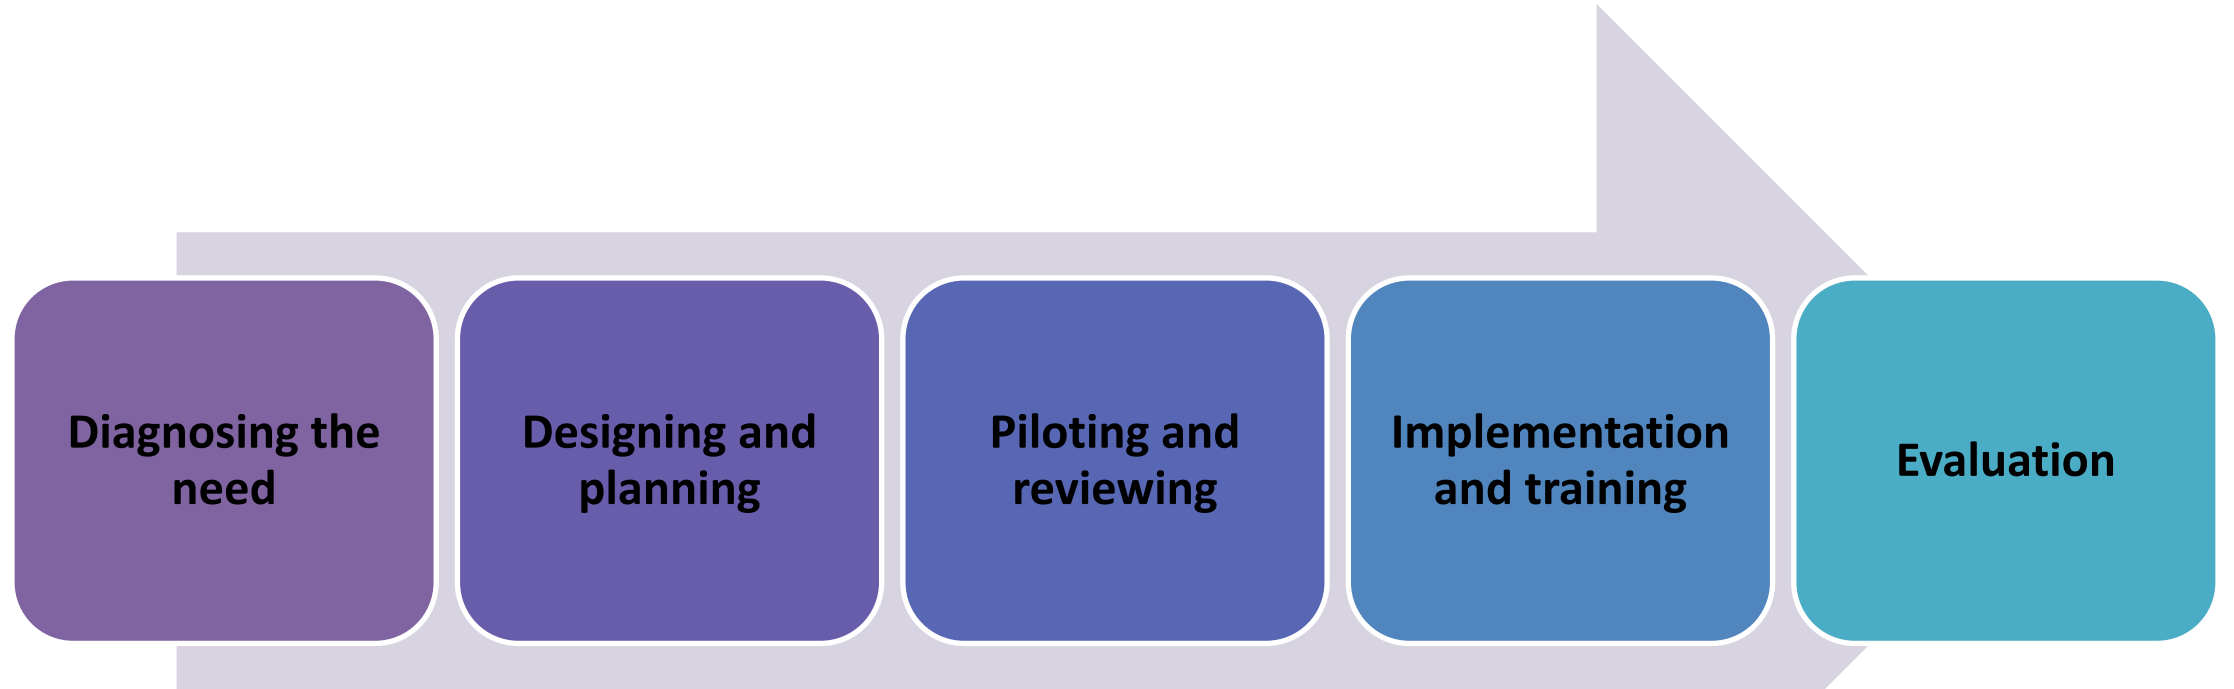 Diagnosing the
need
Designing and
planning
Piloting and
reviewing
Implementation
and training
Evaluation